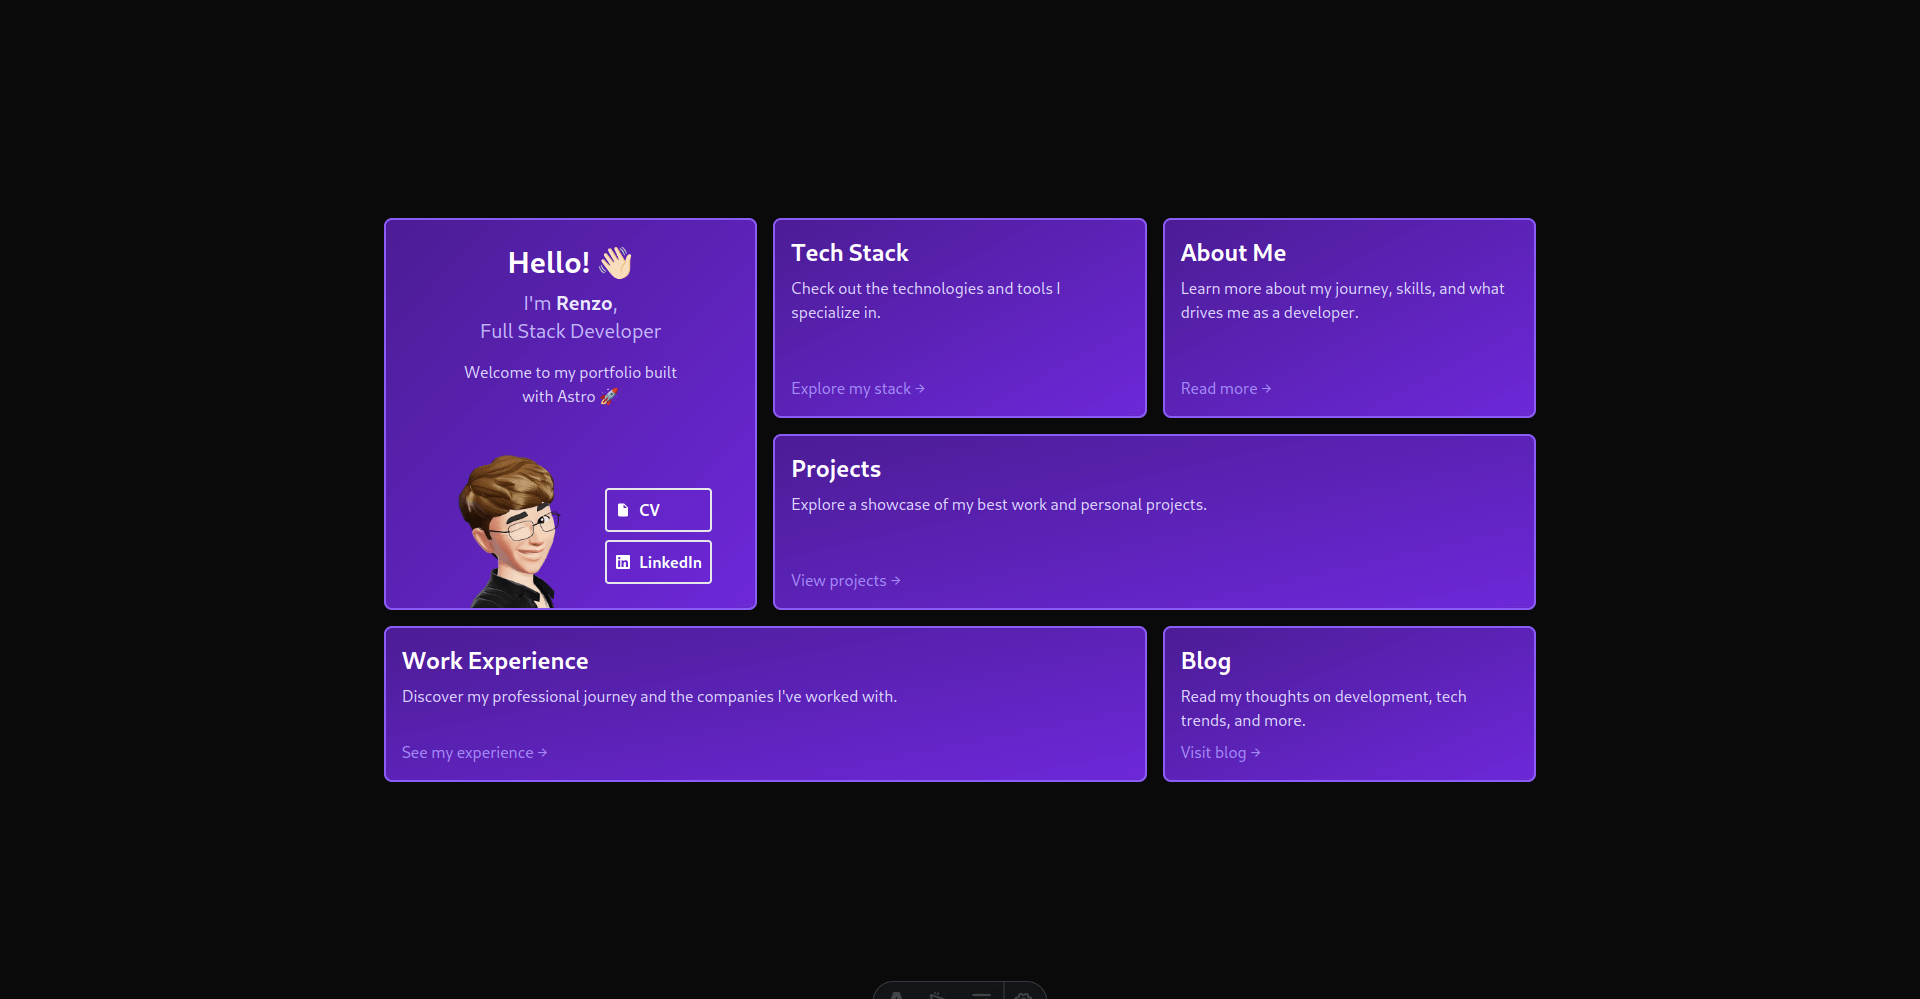 Hello! 👋🏻
I'm Renzo,
Full Stack Developer
Welcome to my portfolio built
with Astro 🚀
CV
LinkedIn
Tech Stack
Check out the technologies and tools I
specialize in.
Explore my stack →
About Me
Learn more about my journey, skills, and what
drives me as a developer.
Read more →
Projects
Explore a showcase of my best work and personal projects.
View projects →
Work Experience
Discover my professional journey and the companies I've worked with.
See my experience →
Blog
Read my thoughts on development, tech
trends, and more.
Visit blog →